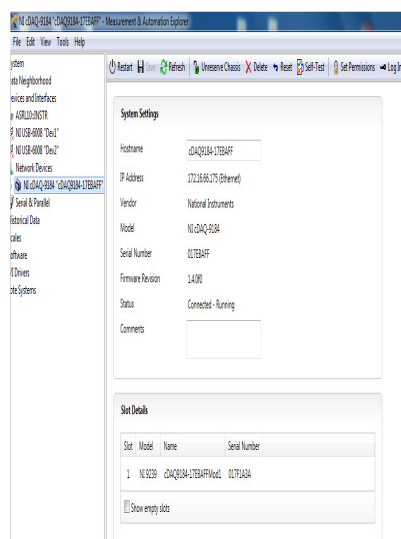 NI cDAQ-9184 "cDAQ9184-17EBAFF" - Measurement & Automation Explorer
File Edit View Tools Help
Restart Save Refresh Unreserve Chassis Delete Reset Self-Test Set Permissions Log In
ystem
ata Neighborhood
evices and Interfaces
ASRL10::INSTR
NI USB-6008 "Dev1"
NI USB-6008 "Dev2"
Network Devices
NI cDAQ-9184 "cDAQ9184-17EBAFF"
Serial & Parallel
istorical Data
cales
oftware
I Drivers
ote Systems
System Settings
Hostname cDAQ9184-17EBAFF
IP Address 172.16.66.175 (Ethernet)
Vendor National Instruments
Model NI cDAQ-9184
Serial Number 017EBAFF
Firmware Revision 1.4.0f0
Status Connected - Running
Comments
Slot Details
Slot Model Name Serial Number
1 NI 9239 cDAQ9184-17EBAFFMod1 017F1A3A
Show empty slots